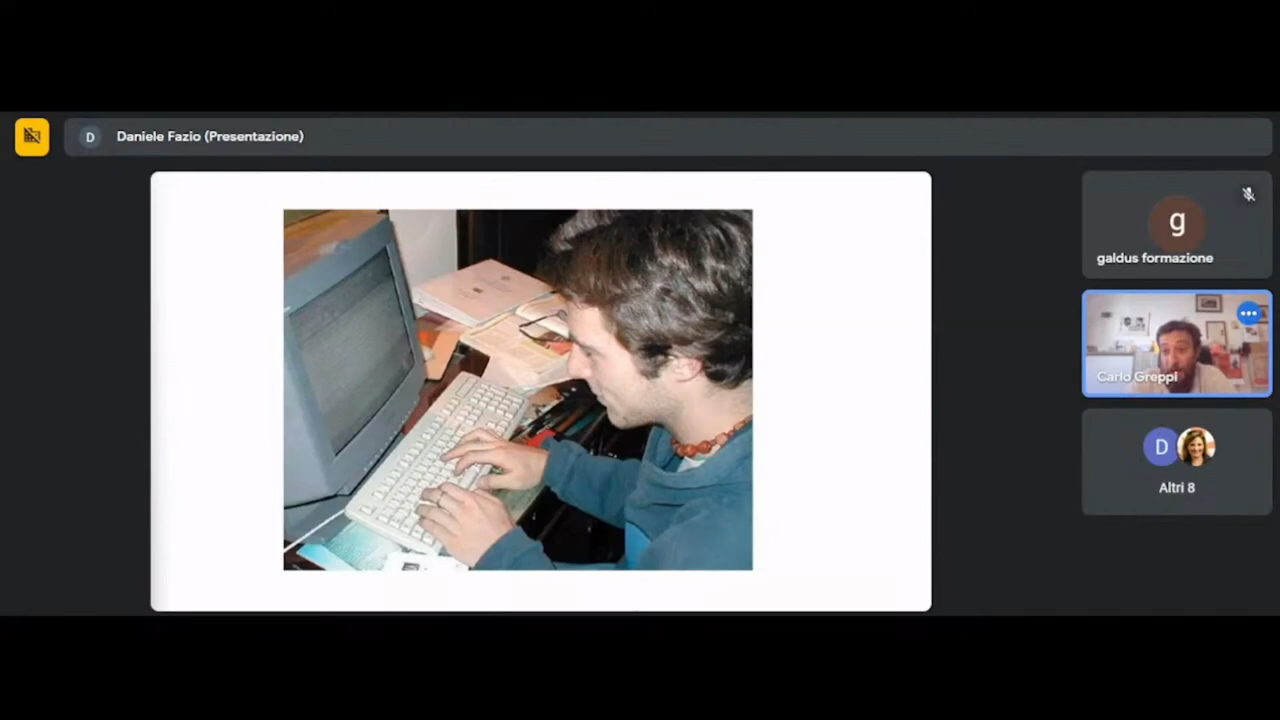 D Daniele Fazio (Presentazione)
g
galdus formazione
Carlo Greppi
D
Altri 8